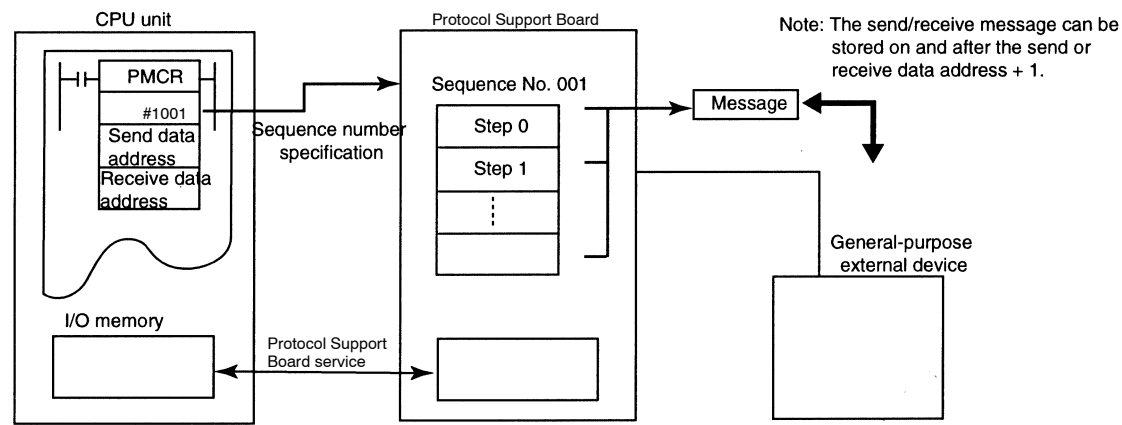 CPU unit
PMCR
#1001
Send data
address
Receive data
address
I/O memory
Sequence number
specification
Protocol Support
Board service
Protocol Support Board
Sequence No. 001
Step 0
Step 1
Message
Note: The send/receive message can be
stored on and after the send or
receive data address + 1.
General-purpose
external device